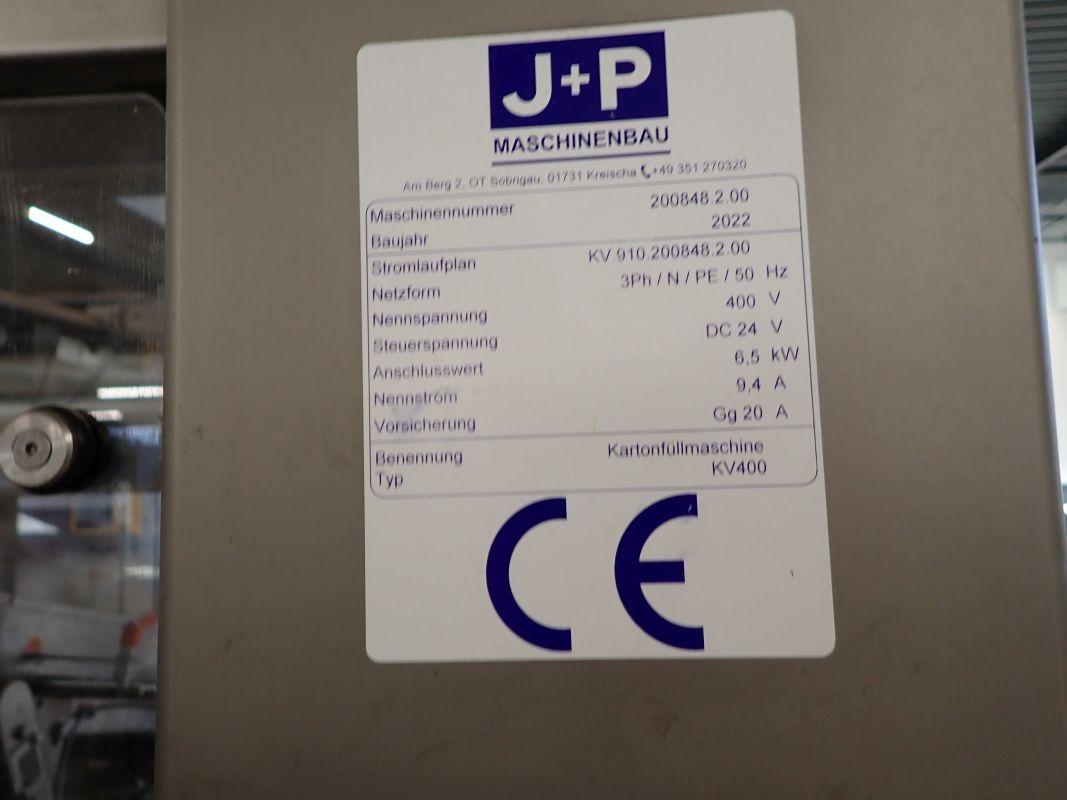 J+P
MASCHINENBAU
Am Berg 2, OT Sobrigau, 01731 Kreischa 📞+49 351 270320
Maschinennummer 200848.2.00
Baujahr 2022
Stromlaufplan KV.910.200848.2.00
Netzform 3Ph / N / PE / 50 Hz
Nennspannung 400 V
Steuerspannung DC 24 V
Anschlusswert 6,5 kW
Nennstrom 9,4 A
Vorsicherung Gg 20 A
Benennung Kartonfüllmaschine
Typ KV400
CE